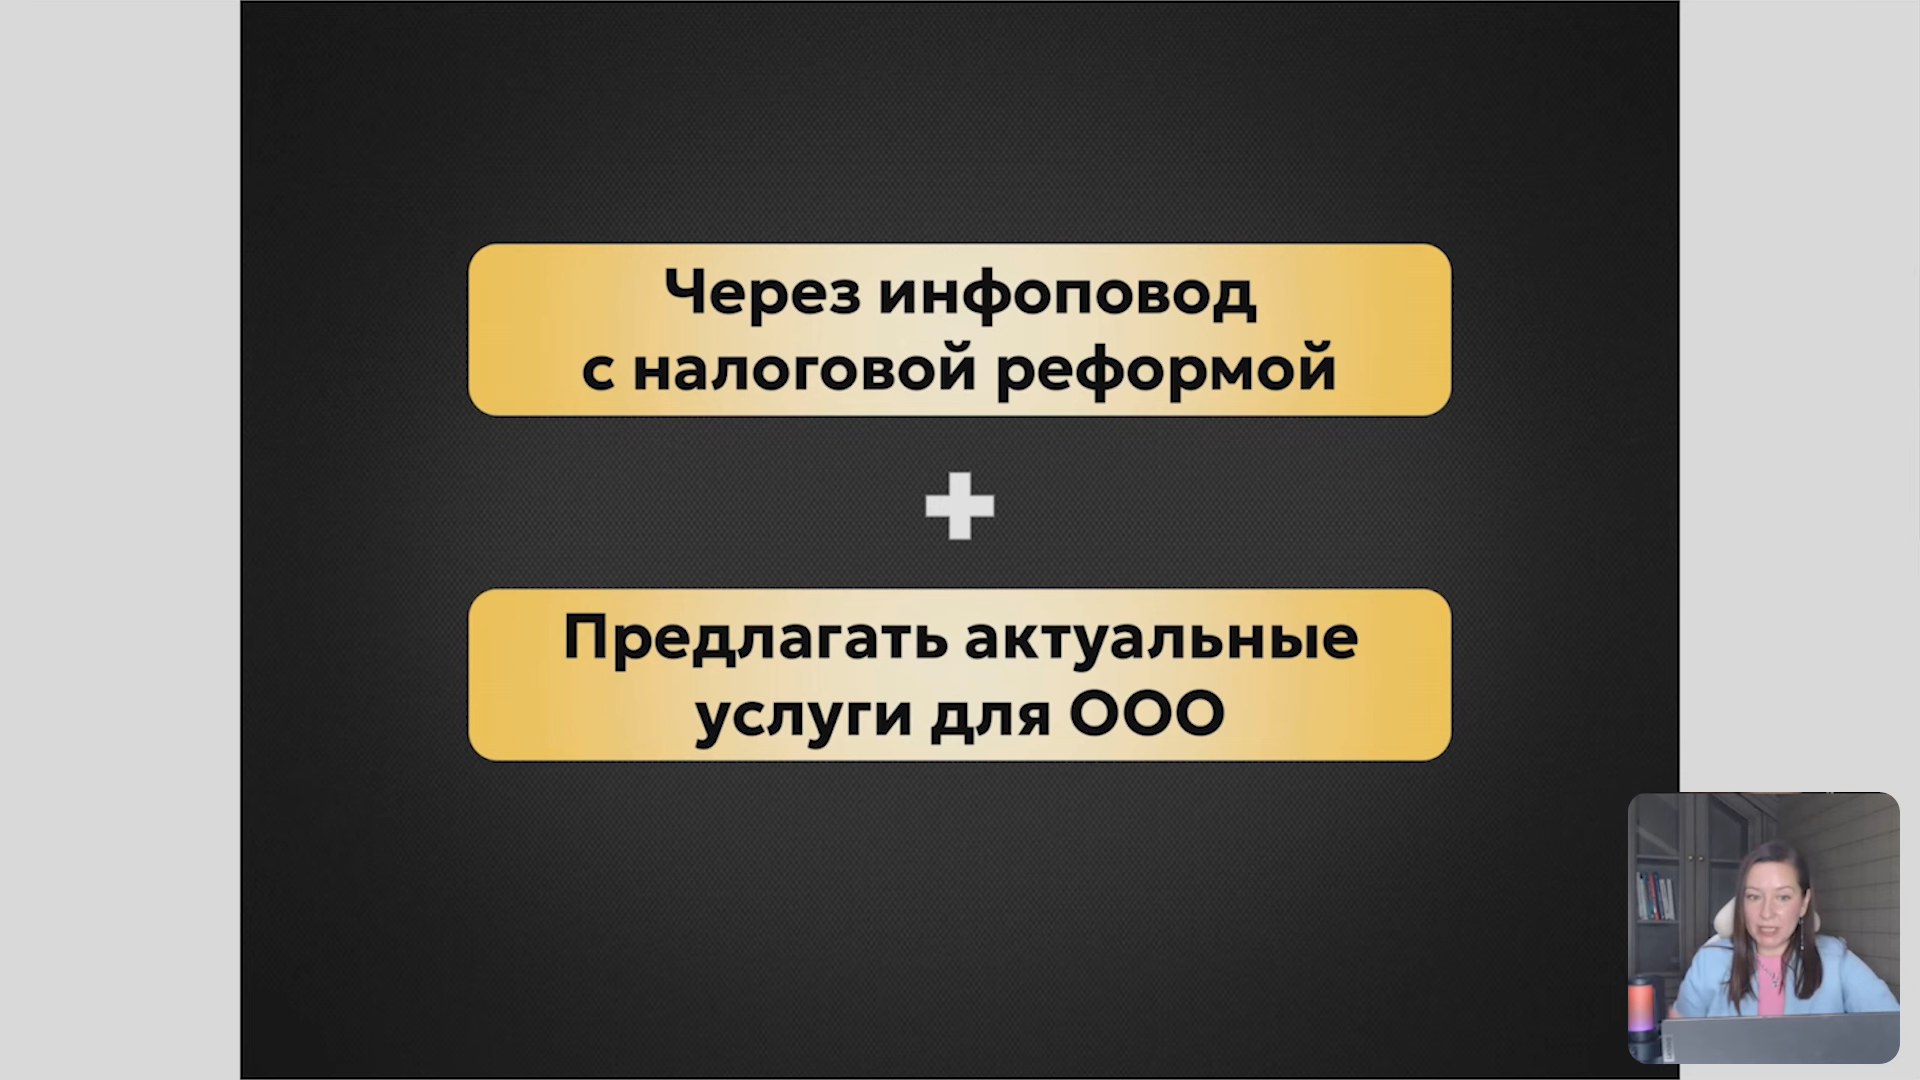 Через инфоповод
с налоговой реформой
Предлагать актуальные
услуги для ООО